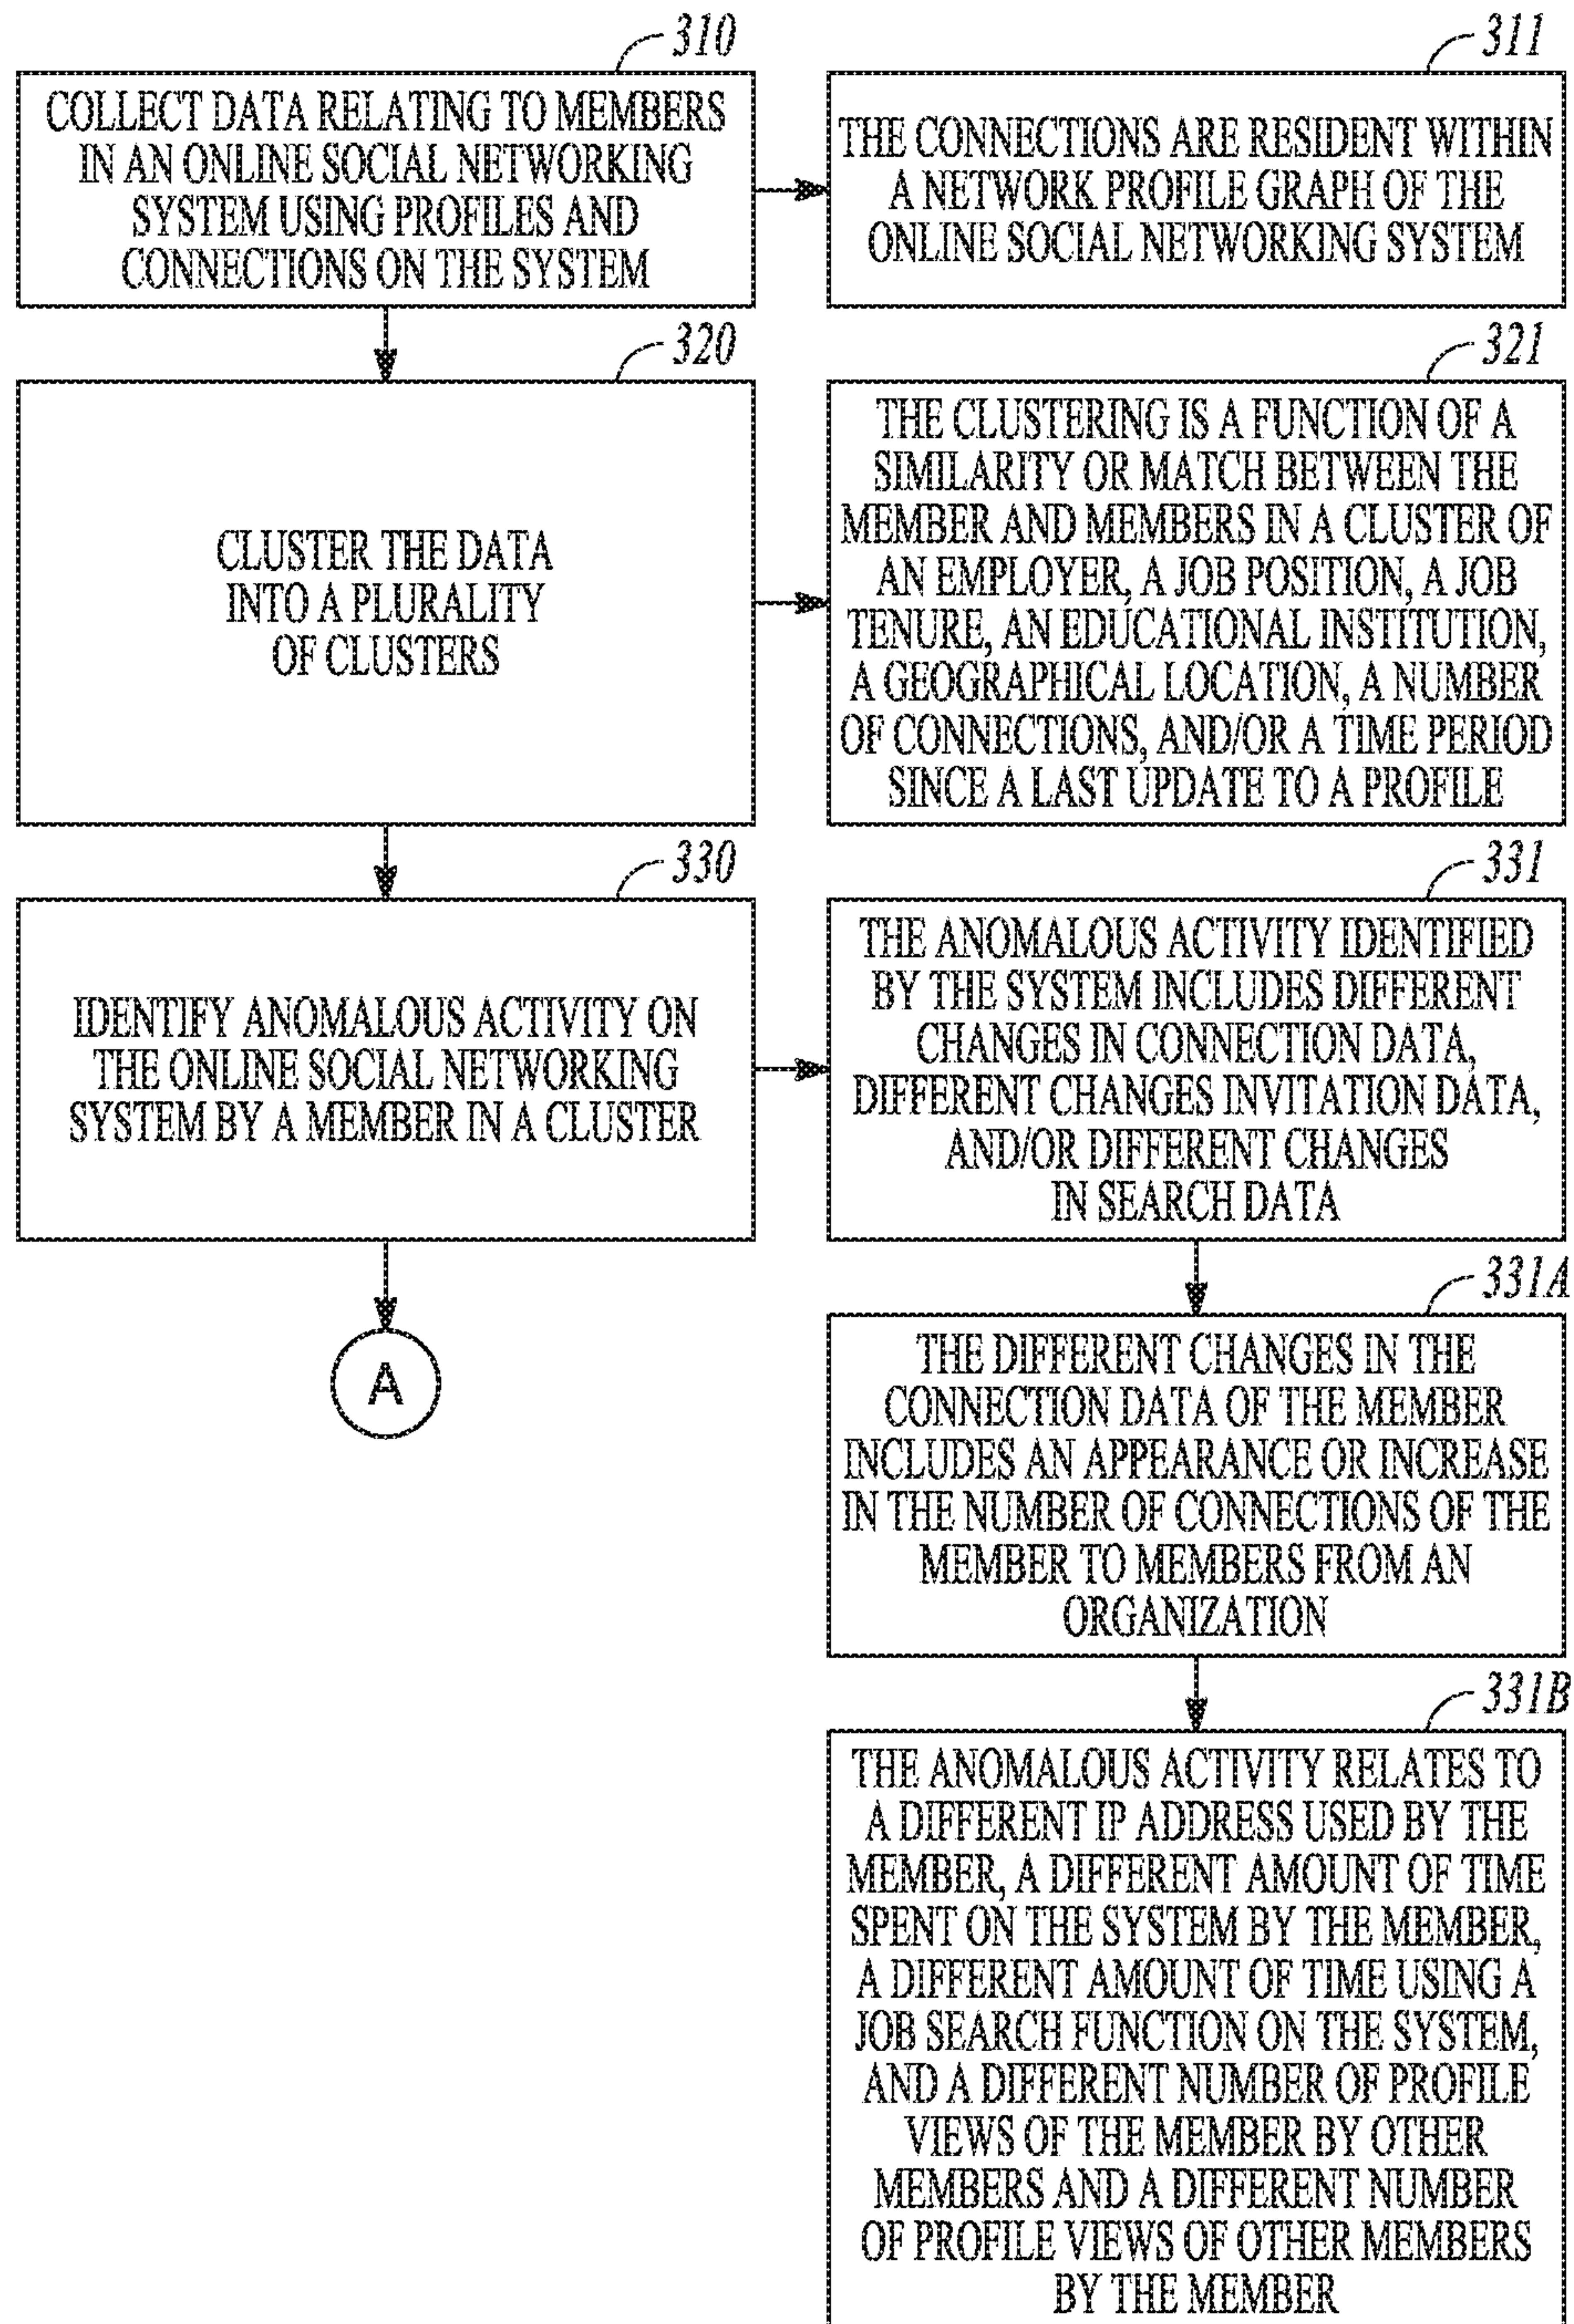 310
COLLECT DATA RELATING TO MEMBERS
IN AN ONLINE SOCIAL NETWORKING
SYSTEM USING PROFILES AND
CONNECTIONS ON THE SYSTEM
311
THE CONNECTIONS ARE RESIDENT WITHIN
A NETWORK PROFILE GRAPH OF THE
ONLINE SOCIAL NETWORKING SYSTEM
320
CLUSTER THE DATA
INTO A PLURALITY
OF CLUSTERS
321
THE CLUSTERING IS A FUNCTION OF A
SIMILARITY OR MATCH BETWEEN THE
MEMBER AND MEMBERS IN A CLUSTER OF
AN EMPLOYER, A JOB POSITION, A JOB
TENURE, AN EDUCATIONAL INSTITUTION,
A GEOGRAPHICAL LOCATION, A NUMBER
OF CONNECTIONS, AND/OR A TIME PERIOD
SINCE A LAST UPDATE TO A PROFILE
330
IDENTIFY ANOMALOUS ACTIVITY ON
THE ONLINE SOCIAL NETWORKING
SYSTEM BY A MEMBER IN A CLUSTER
331
THE ANOMALOUS ACTIVITY IDENTIFIED
BY THE SYSTEM INCLUDES DIFFERENT
CHANGES IN CONNECTION DATA,
DIFFERENT CHANGES INVITATION DATA,
AND/OR DIFFERENT CHANGES
IN SEARCH DATA
A
331A
THE DIFFERENT CHANGES IN THE
CONNECTION DATA OF THE MEMBER
INCLUDES AN APPEARANCE OR INCREASE
IN THE NUMBER OF CONNECTIONS OF THE
MEMBER TO MEMBERS FROM AN
ORGANIZATION
331B
THE ANOMALOUS ACTIVITY RELATES TO
A DIFFERENT IP ADDRESS USED BY THE
MEMBER, A DIFFERENT AMOUNT OF TIME
SPENT ON THE SYSTEM BY THE MEMBER,
A DIFFERENT AMOUNT OF TIME USING A
JOB SEARCH FUNCTION ON THE SYSTEM,
AND A DIFFERENT NUMBER OF PROFILE
VIEWS OF THE MEMBER BY OTHER
MEMBERS AND A DIFFERENT NUMBER
OF PROFILE VIEWS OF OTHER MEMBERS
BY THE MEMBER